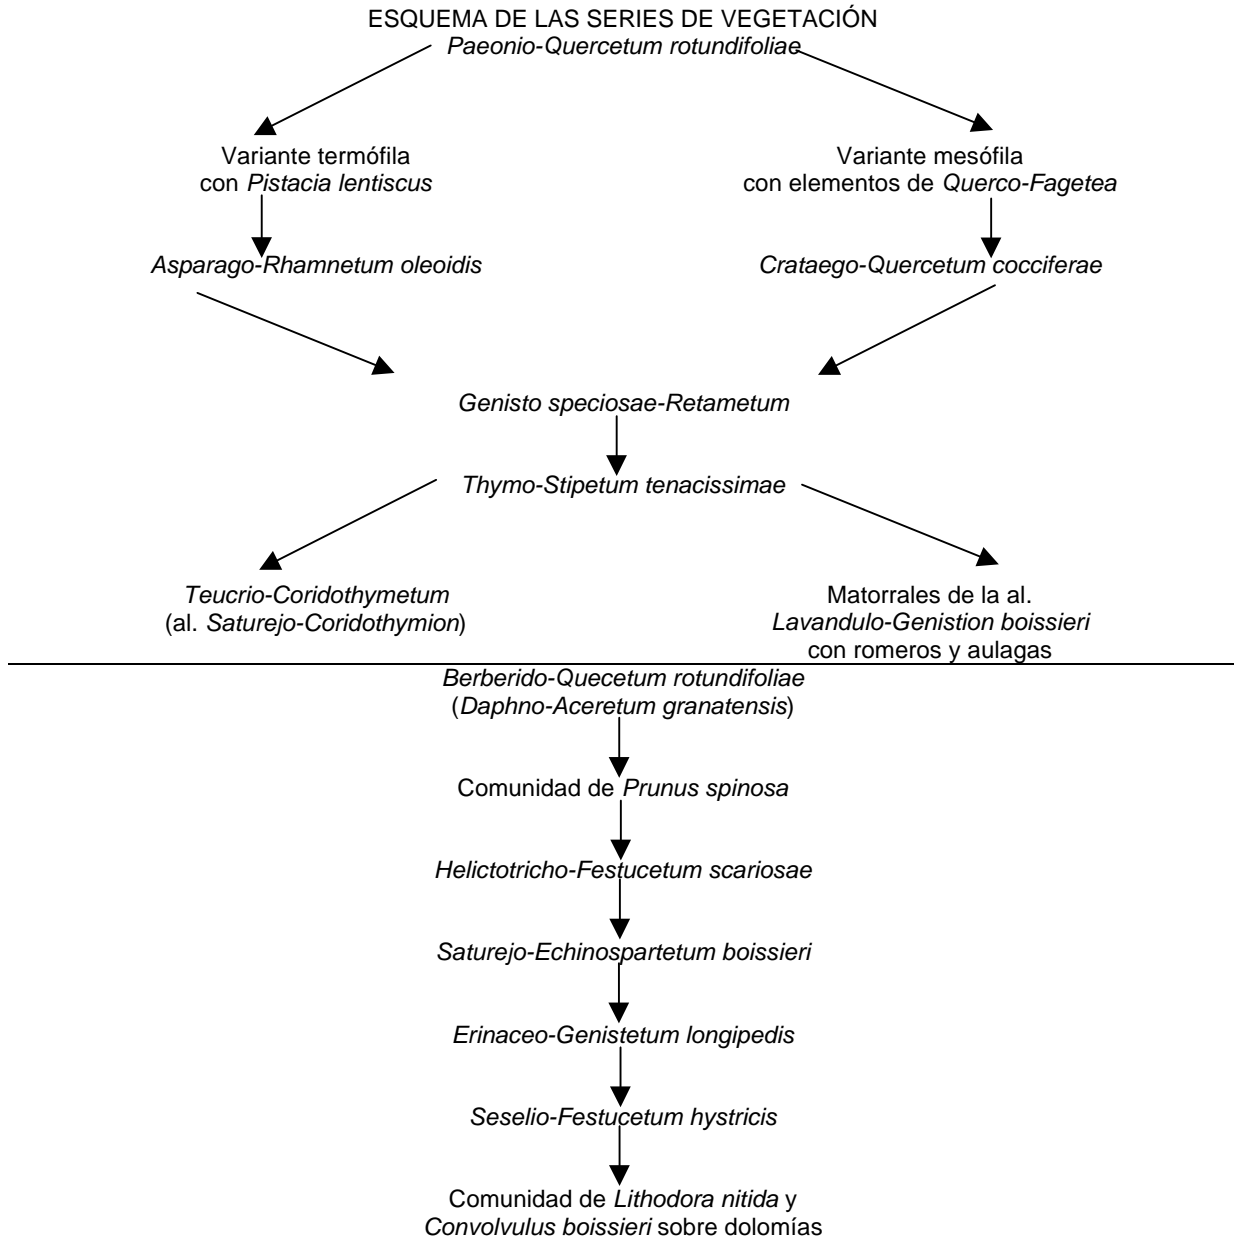 ESQUEMA DE LAS SERIES DE VEGETACIÓN
Paeonio-Quercetum rotundifoliae
Variante termófila
con Pistacia lentiscus
Variante mesófila
con elementos de Querco-Fagetea
Asparago-Rhamnetum oleoidis
Crataego-Quercetum cocciferae
Genisto speciosae-Retametum
Thymo-Stipetum tenacissimae
Teucrio-Coridothymetum
(al. Saturejo-Coridothymion)
Matorrales de la al.
Lavandulo-Genistion boissieri
con romeros y aulagas
Berberido-Quecetum rotundifoliae
(Daphno-Aceretum granatensis)
Comunidad de Prunus spinosa
Helictotricho-Festucetum scariosae
Saturejo-Echinospartetum boissieri
Erinaceo-Genistetum longipedis
Seselio-Festucetum hystricis
Comunidad de Lithodora nitida y
Convolvulus boissieri sobre dolomías